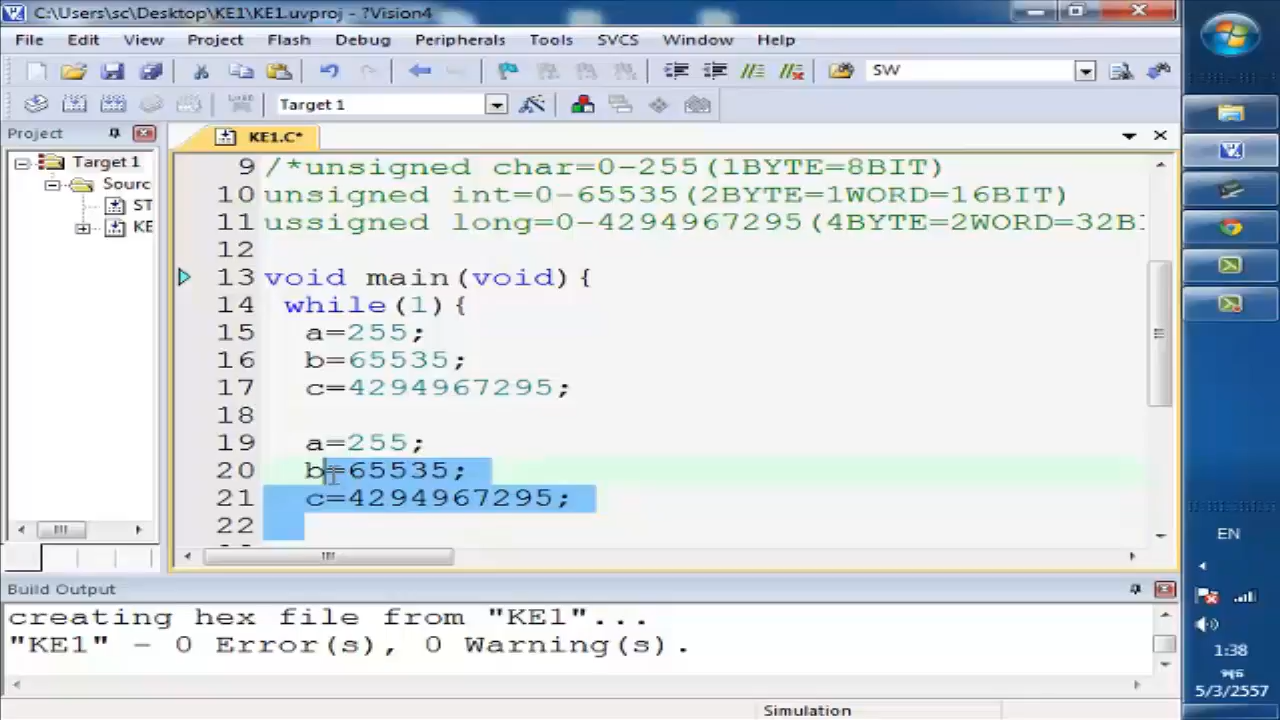 C:\Users\sc\Desktop\KE1\KE1.uvproj - ?Vision4
File Edit View Project Flash Debug Peripherals Tools SVCS Window Help
SW
Target 1
Project
KE1.C*
Target 1
Sourc
ST
KE
9 /*unsigned char=0-255(1BYTE=8BIT)
10 unsigned int=0-65535(2BYTE=1WORD=16BIT)
11 ussigned long=0-4294967295(4BYTE=2WORD=32B
12
13 void main(void){
14 while(1){
15 a=255;
16 b=65535;
17 c=4294967295;
18
19 a=255;
20 b=65535;
21 c=4294967295;
22
Build Output
creating hex file from "KE1"...
"KE1" - 0 Error(s), 0 Warning(s).
Simulation
EN
1:38
5/3/2557